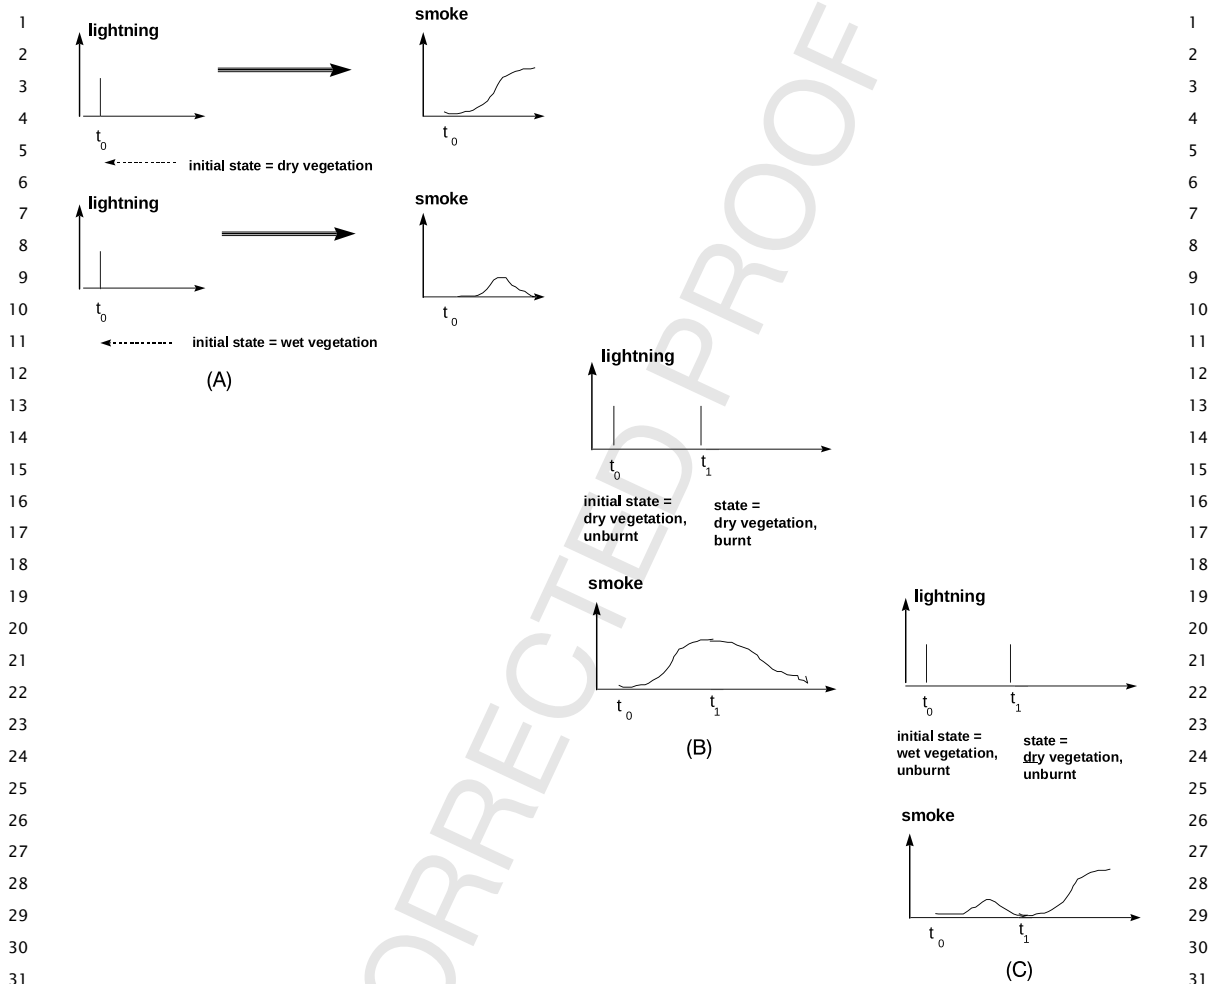 1
2
3
4
5
6
7
8
9
10
11
12
13
14
15
16
17
18
19
20
21
22
23
24
25
26
27
28
29
30
31
lightning
t0
initial state = dry vegetation
smoke
t0
lightning
t0
initial state = wet vegetation
smoke
t0
(A)
lightning
t0
t1
initial state =
dry vegetation,
unburnt
state =
dry vegetation,
burnt
smoke
t0
t1
(B)
lightning
t0
t1
initial state =
wet vegetation,
unburnt
state =
dry vegetation,
unburnt
smoke
t0
t1
(C)
ORRECTED PROOF
1
2
3
4
5
6
7
8
9
10
11
12
13
14
15
16
17
18
19
20
21
22
23
24
25
26
27
28
29
30
31